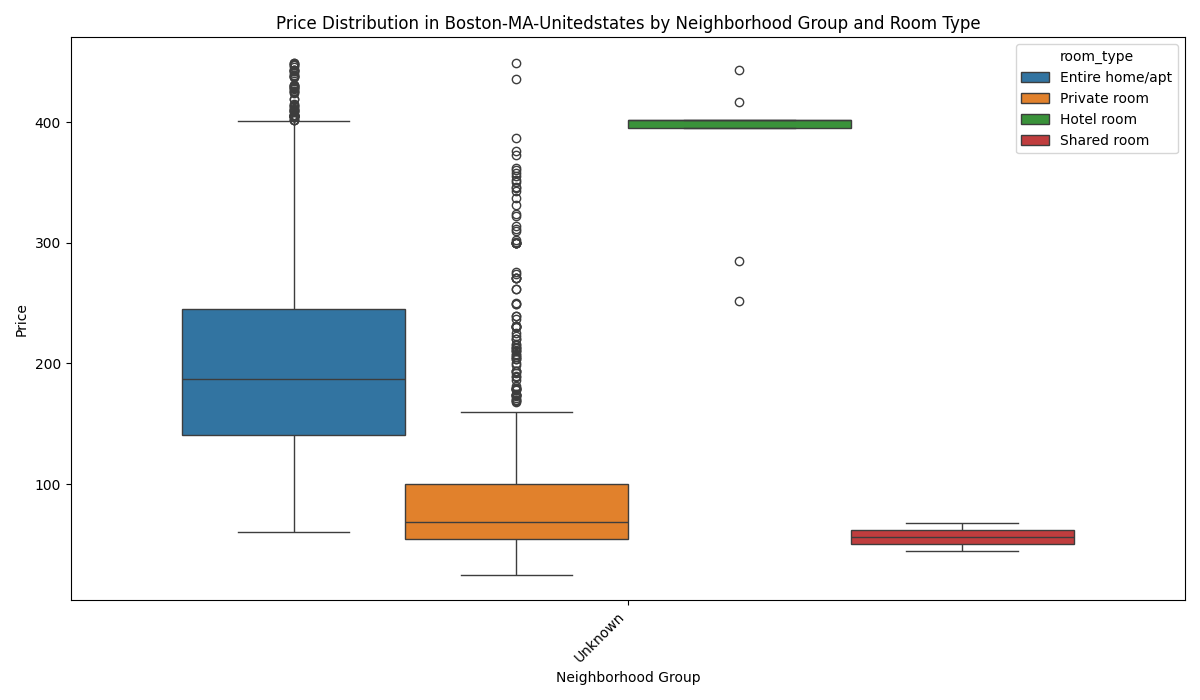 Price Distribution in Boston-MA-Unitedstates by Neighborhood Group and Room Type
room_type
Entire home/apt
Private room
Hotel room
Shared room
Price
400
300
200
100
Unknown
Neighborhood Group